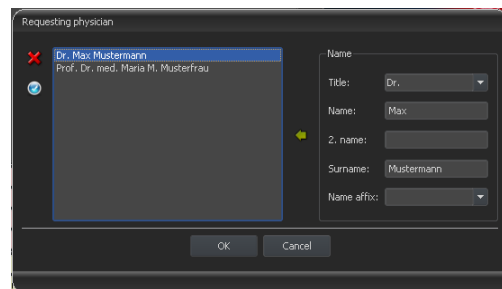 Requesting physician
Dr. Max Mustermann
Prof. Dr. med. Maria M. Musterfrau
Name
Title: Dr.
Name: Max
2. name:
Surname: Mustermann
Name affix:
OK Cancel